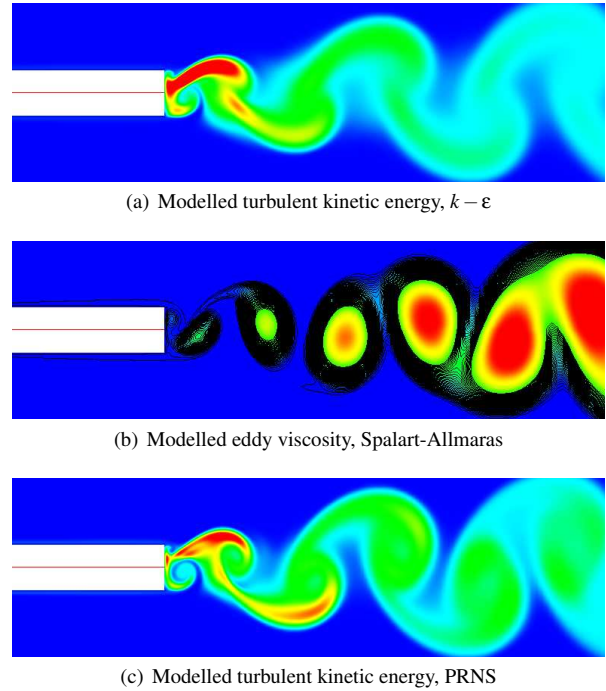 (a) Modelled turbulent kinetic energy, k − ε
(b) Modelled eddy viscosity, Spalart-Allmaras
(c) Modelled turbulent kinetic energy, PRNS